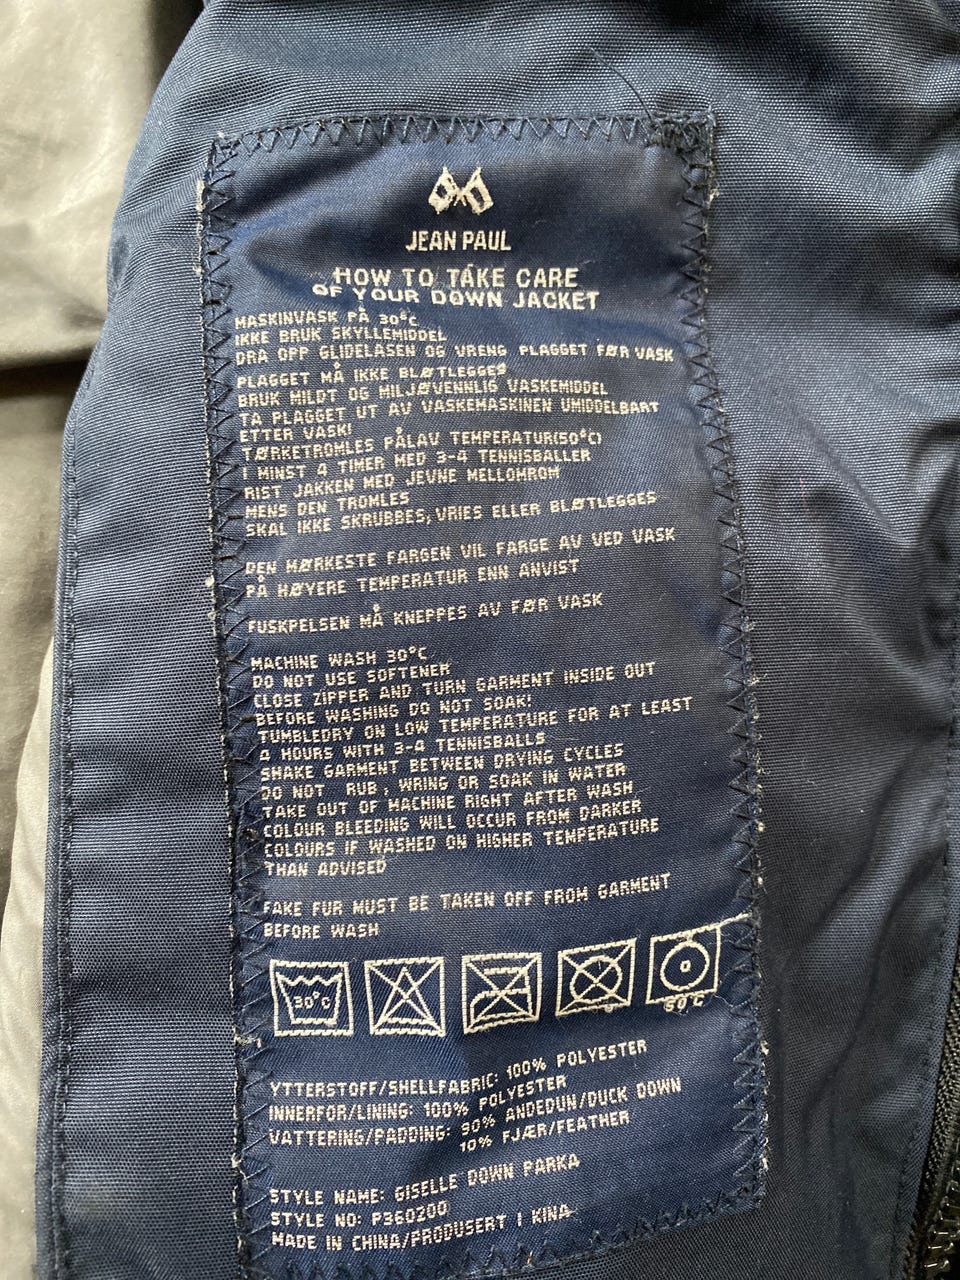 JEAN PAUL
HOW TO TAKE CARE
OF YOUR DOWN JACKET
MASKINVASK PÅ 30°C
IKKE BRUK SKYLLEMIDDEL
DRA OPP GLIDELÅSEN OG VRENG PLAGGET FØR VASK
PLAGGET MÅ IKKE BLØTLEGGES
BRUK MILDT OG MILJØVENNLIG VASKEMIDDEL
TA PLAGGET UT AV VASKEMASKINEN UMIDDELBART
ETTER VASK!
TØRKETROMLES PÅLAV TEMPERATUR(50°C)
I MINST 4 TIMER MED 3-4 TENNISBALLER
RIST JAKKEN MED JEVNE MELLOMROM
MENS DEN TROMLES
SKAL IKKE SKRUBBES, VRIES ELLER BLØTLEGGES
DEN MØRKESTE FARGEN VIL FARGE AV VED VASK
PÅ HØYERE TEMPERATUR ENN ANVIST
FUSKPELSEN MÅ KNEPPES AV FØR VASK
MACHINE WASH 30°C
DO NOT USE SOFTENER
CLOSE ZIPPER AND TURN GARMENT INSIDE OUT
BEFORE WASHING DO NOT SOAK!
TUMBLEDRY ON LOW TEMPERATURE FOR AT LEAST
4 HOURS WITH 3-4 TENNISBALLS
SHAKE GARMENT BETWEEN DRYING CYCLES
DO NOT RUB, WRING OR SOAK IN WATER
TAKE OUT OF MACHINE RIGHT AFTER WASH
COLOUR BLEEDING WILL OCCUR FROM DARKER
COLOURS IF WASHED ON HIGHER TEMPERATURE
THAN ADVISED
FAKE FUR MUST BE TAKEN OFF FROM GARMENT
BEFORE WASH
30°C
50°C
YTTERSTOFF/SHELLFABRIC: 100% POLYESTER
INNERFOR/LINING: 100% POLYESTER
VATTERING/PADDING: 90% ANDEDUN/DUCK DOWN
10% FJÆR/FEATHER
STYLE NAME: GISELLE DOWN PARKA
STYLE NO: P360200
MADE IN CHINA/PRODUSERT I KINA